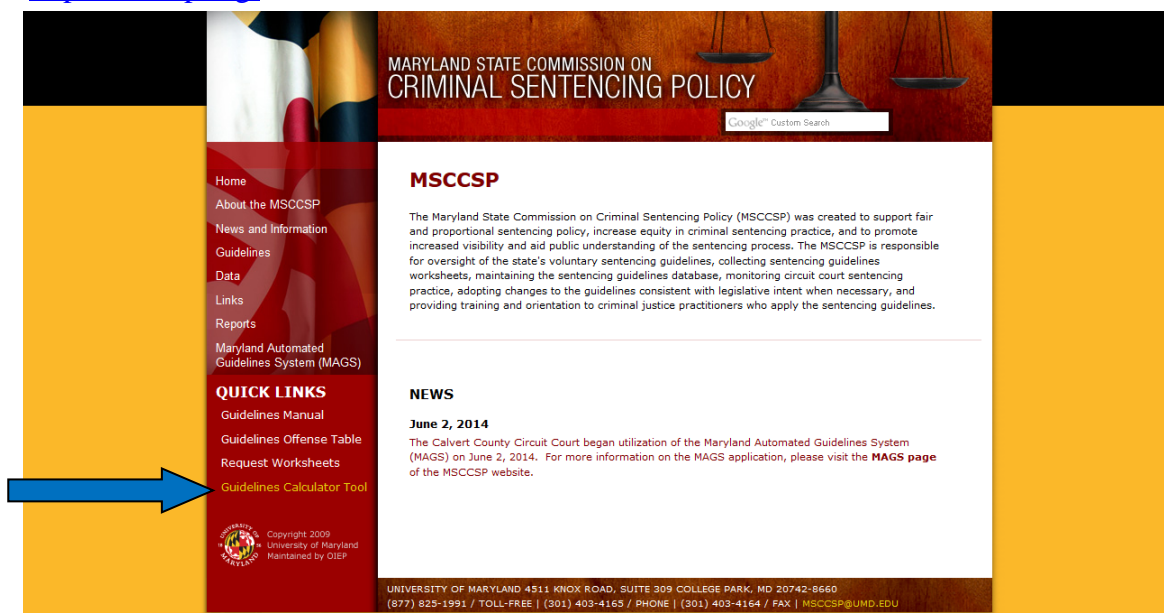 MARYLAND STATE COMMISSION ON
CRIMINAL SENTENCING POLICY
Google™ Custom Search
Home
About the MSCCSP
News and Information
Guidelines
Data
Links
Reports
Maryland Automated
Guidelines System (MAGS)
QUICK LINKS
Guidelines Manual
Guidelines Offense Table
Request Worksheets
Guidelines Calculator Tool
UNIVERSITY OF
MARYLAND
Copyright 2009
University of Maryland
Maintained by OIEP
MSCCSP
The Maryland State Commission on Criminal Sentencing Policy (MSCCSP) was created to support fair
and proportional sentencing policy, increase equity in criminal sentencing practice, and to promote
increased visibility and aid public understanding of the sentencing process. The MSCCSP is responsible
for oversight of the state's voluntary sentencing guidelines, collecting sentencing guidelines
worksheets, maintaining the sentencing guidelines database, monitoring circuit court sentencing
practice, adopting changes to the guidelines consistent with legislative intent when necessary, and
providing training and orientation to criminal justice practitioners who apply the sentencing guidelines.
NEWS
June 2, 2014
The Calvert County Circuit Court began utilization of the Maryland Automated Guidelines System
(MAGS) on June 2, 2014. For more information on the MAGS application, please visit the MAGS page
of the MSCCSP website.
UNIVERSITY OF MARYLAND 4511 KNOX ROAD, SUITE 309 COLLEGE PARK, MD 20742-8660
(877) 825-1991 / TOLL-FREE | (301) 403-4165 / PHONE | (301) 403-4164 / FAX | MSCCSP@UMD.EDU